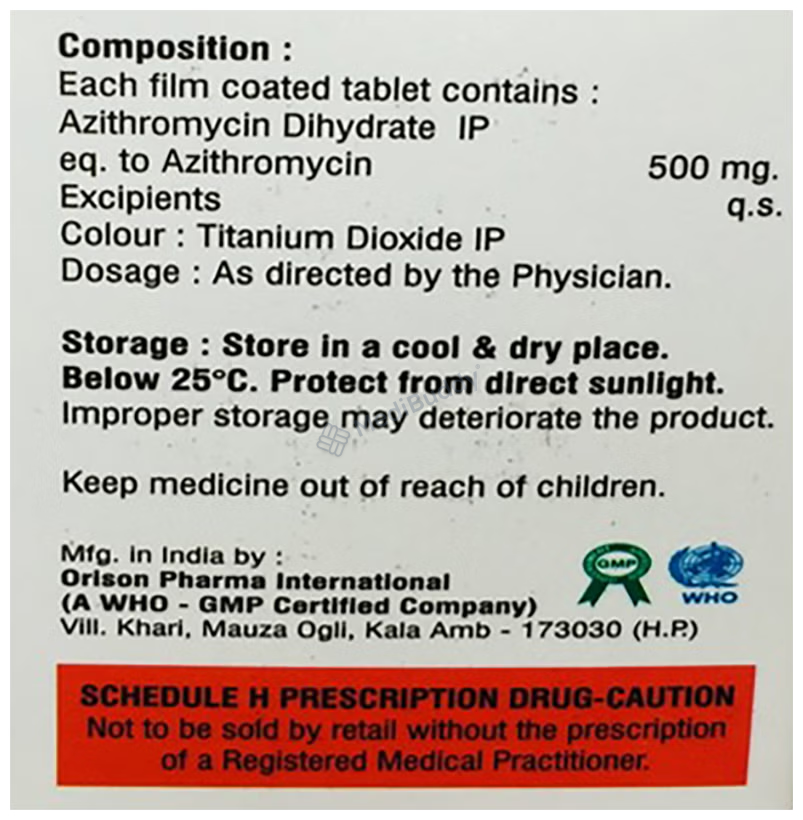 Composition :
Each film coated tablet contains :
Azithromycin Dihydrate IP
eq. to Azithromycin 500 mg.
Excipients q.s.
Colour : Titanium Dioxide IP
Dosage : As directed by the Physician.
Storage : Store in a cool & dry place.
Below 25°C. Protect from direct sunlight.
Improper storage may deteriorate the product.
MediBuddy
Keep medicine out of reach of children.
Mfg. in India by :
Orison Pharma International
(A WHO - GMP Certified Company)
Vill. Khari, Mauza Ogli, Kala Amb - 173030 (H.P.)
GMP
WHO
SCHEDULE H PRESCRIPTION DRUG-CAUTION
Not to be sold by retail without the prescription
of a Registered Medical Practitioner.